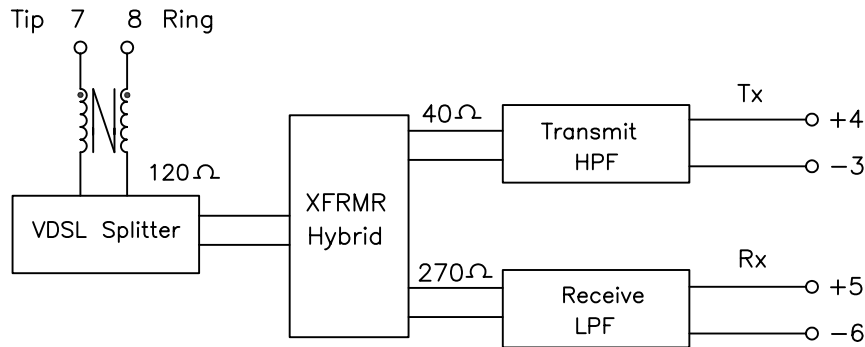 Tip 7 8 Ring
Tx
40Ω
+4
Transmit
HPF
-3
120Ω
XFRMR
Hybrid
VDSL Splitter
Rx
270Ω
+5
Receive
LPF
-6